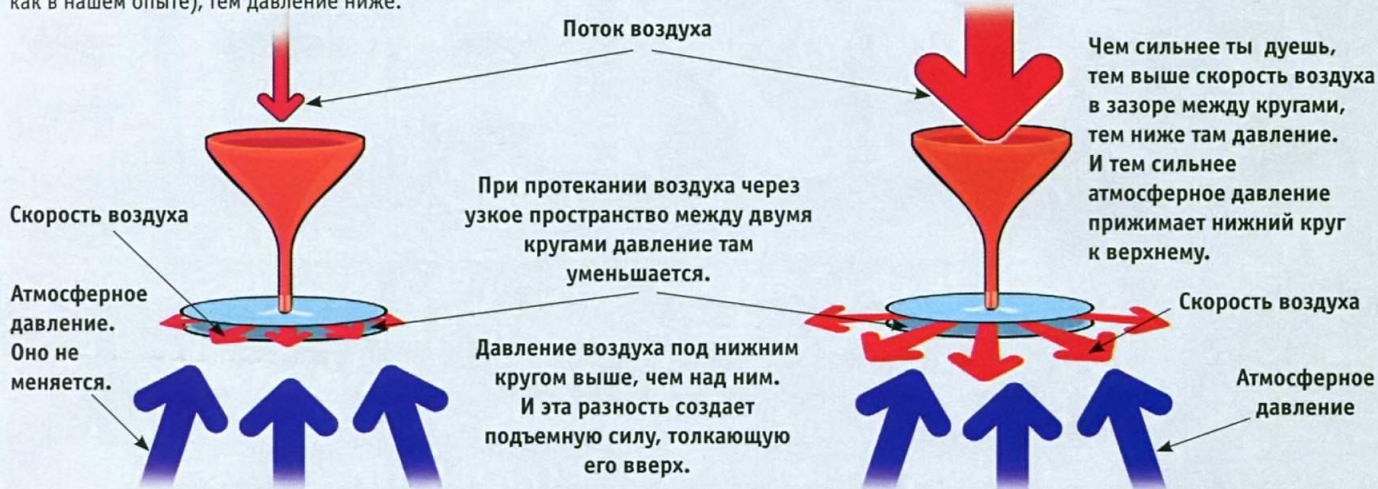 как в нашем опыте), тем давление ниже.
Поток воздуха
Чем сильнее ты дуешь,
тем выше скорость воздуха
в зазоре между кругами,
тем ниже там давление.
И тем сильнее
атмосферное давление
прижимает нижний круг
к верхнему.
При протекании воздуха через
узкое пространство между двумя
кругами давление там
уменьшается.
Скорость воздуха
Атмосферное
давление.
Оно не
меняется.
Скорость воздуха
Давление воздуха под нижним
кругом выше, чем над ним.
И эта разность создает
подъемную силу, толкающую
его вверх.
Атмосферное
давление